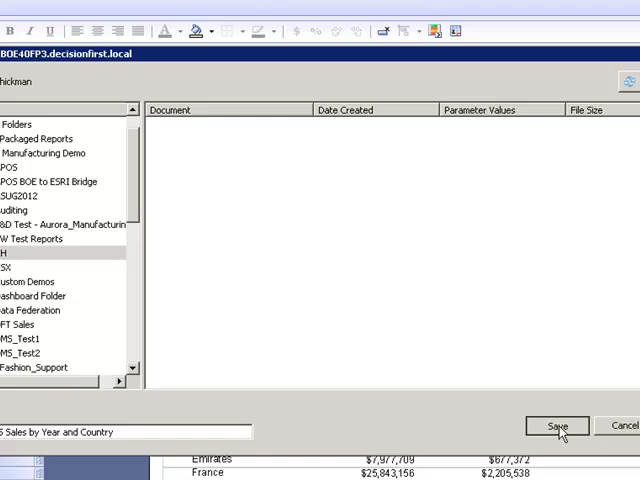 B I U A $ %
BOE40FP3.decisionfirst.local
hickman
Document Date Created Parameter Values File Size
Folders
Packaged Reports
Manufacturing Demo
POS
POS BOE to ESRI Bridge
SUG2012
uditing
&D Test - Aurora_Manufacturin
W Test Reports
H
SX
ustom Demos
ashboard Folder
ata Federation
FT Sales
MS_Test1
MS_Test2
Fashion_Support
Save Cancel
S Sales by Year and Country
Emirates $7,977,709 $677,372
France $25,843,156 $2,205,538